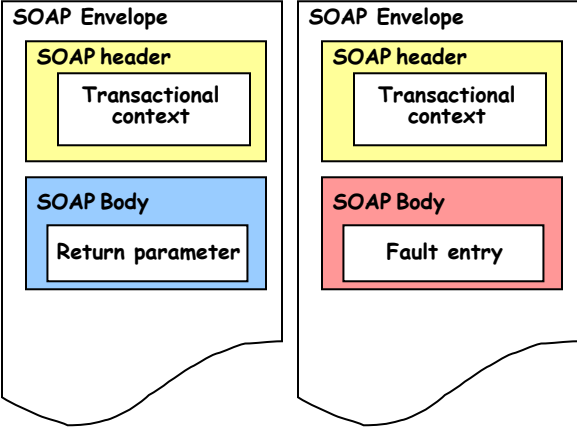 SOAP Envelope
SOAP header
Transactional
context
SOAP Body
Return parameter
SOAP Envelope
SOAP header
Transactional
context
SOAP Body
Fault entry